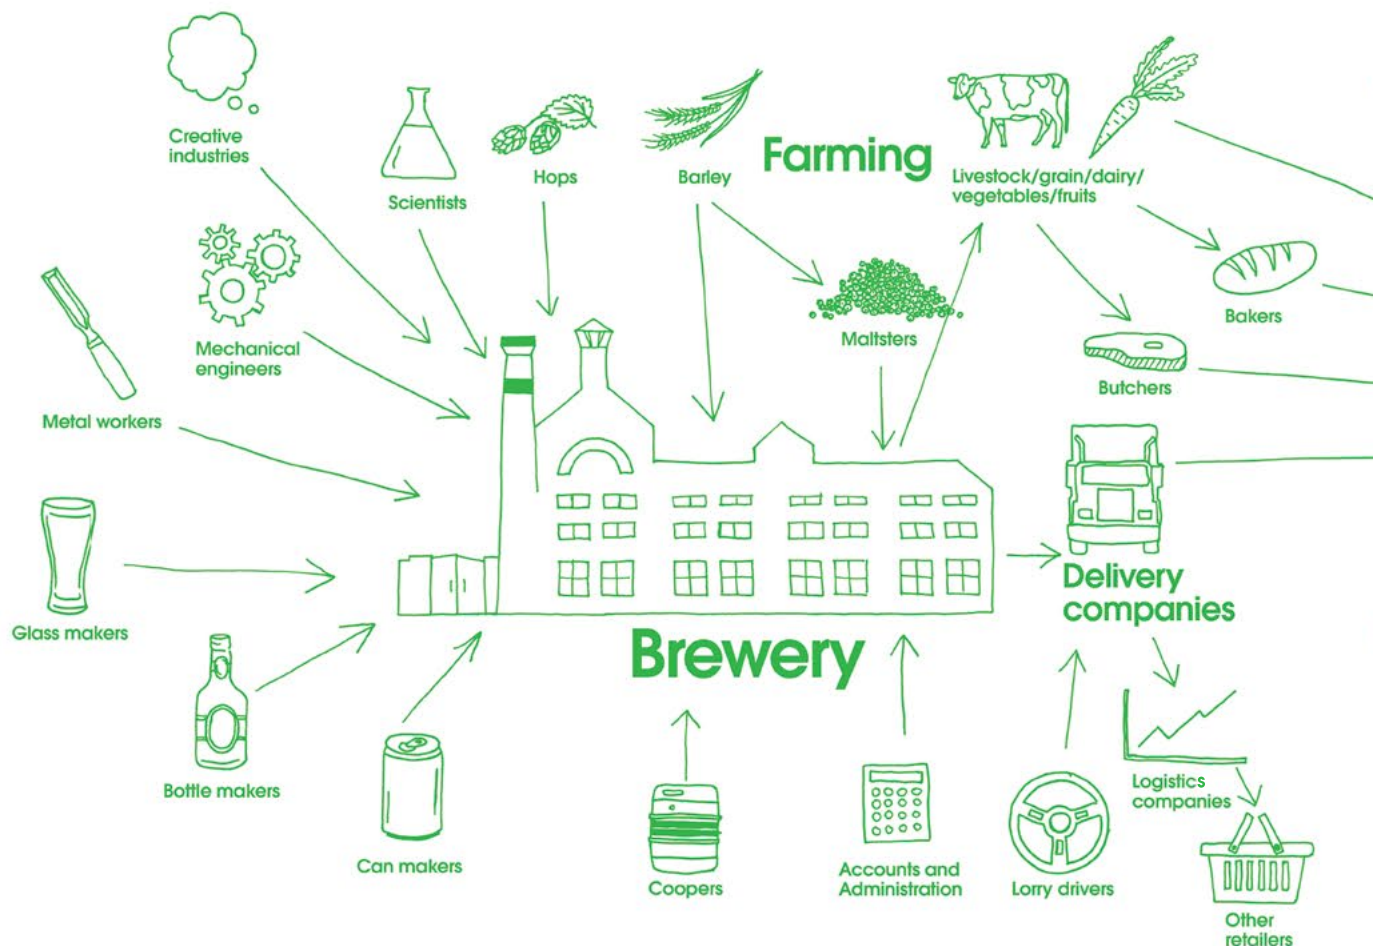 Creative
industries
Scientists
Hops
Barley
Farming
Livestock/grain/dairy/
vegetables/fruits
Mechanical
engineers
Maltsters
Bakers
Butchers
Metal workers
Glass makers
Delivery
companies
Brewery
Bottle makers
Can makers
Coopers
Accounts and
Administration
Lorry drivers
Logistics
companies
Other
retailers